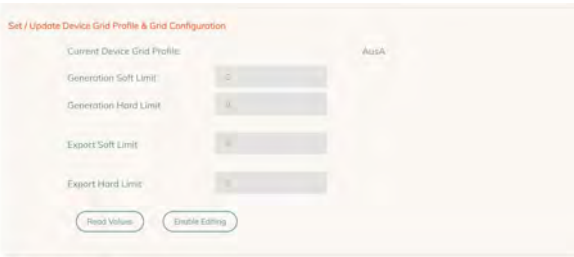 Set / Update Device Grid Profile & Grid Configuration
Current Device Grid Profile: AusA
Generation Soft Limit
Generation Hard Limit
Export Soft Limit
Export Hard Limit
Read Values Enable Editing